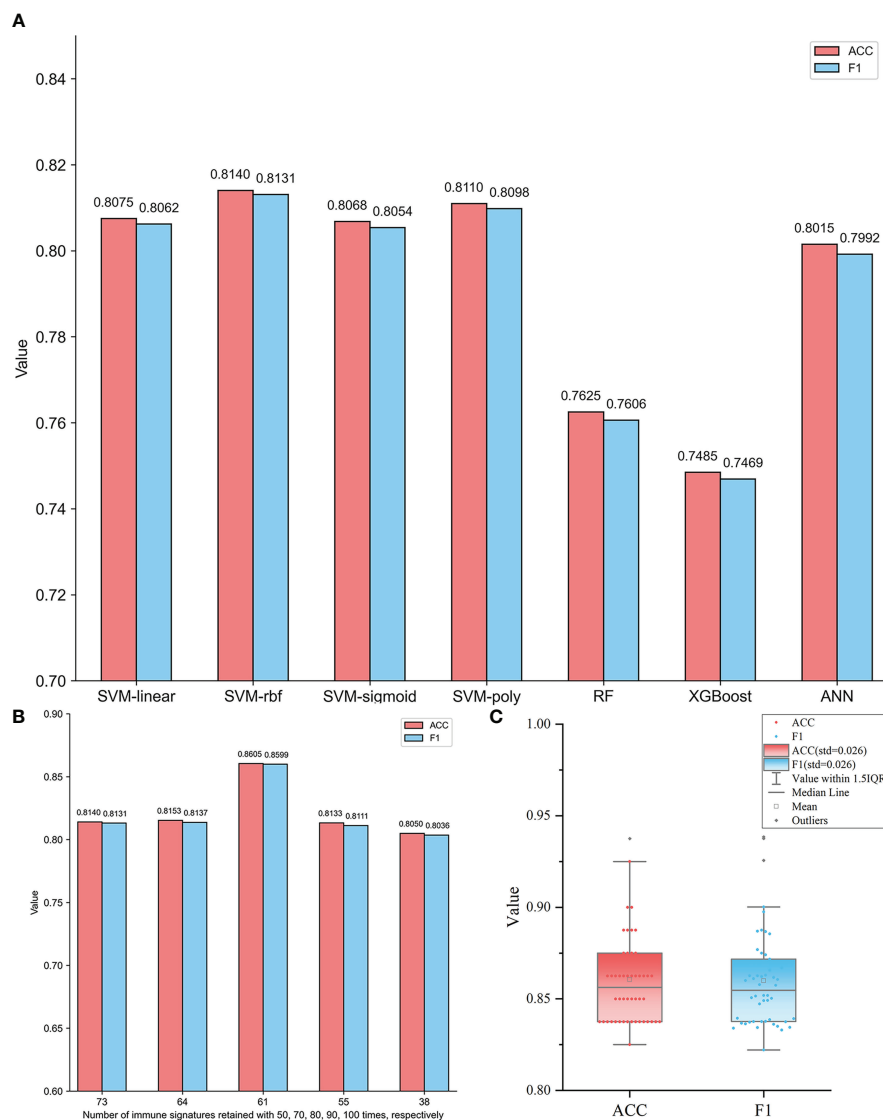 A
ACC
F1
0.84
0.82
0.80
0.78
0.76
0.74
0.72
0.70
Value
0.8075 0.8062
0.8140 0.8131
0.8068 0.8054
0.8110 0.8098
0.7625 0.7606
0.7485 0.7469
0.8015 0.7992
SVM-linear SVM-rbf SVM-sigmoid SVM-poly RF XGBoost ANN
B
ACC
F1
0.90
0.85
0.80
0.75
0.70
0.65
0.60
Value
0.8140 0.8131
0.8153 0.8137
0.8605 0.8599
0.8133 0.8111
0.8050 0.8036
73 64 61 55 38
Number of immune signatures retained with 50, 70, 80, 90, 100 times, respectively
C
ACC
F1
ACC(std=0.026)
F1(std=0.026)
Value within 1.5IQR
Median Line
Mean
Outliers
1.00
0.95
0.90
0.85
0.80
Value
ACC F1